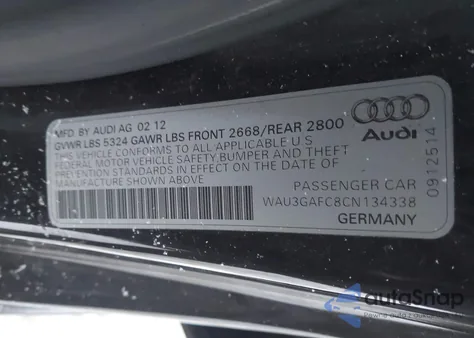 MFD. BY AUDI AG 02 12
GVWR LBS 5324 GAWR LBS FRONT 2668/REAR 2800
THIS VEHICLE CONFORMS TO ALL APPLICABLE U.S
FEDERAL MOTOR VEHICLE SAFETY, BUMPER AND THEFT
PREVENTION STANDARDS IN EFFECT ON THE DATE OF
MANUFACTURE SHOWN ABOVE.
Audi
0912514
PASSENGER CAR
WAU3GAFC8CN134338
GERMANY
autoSnap